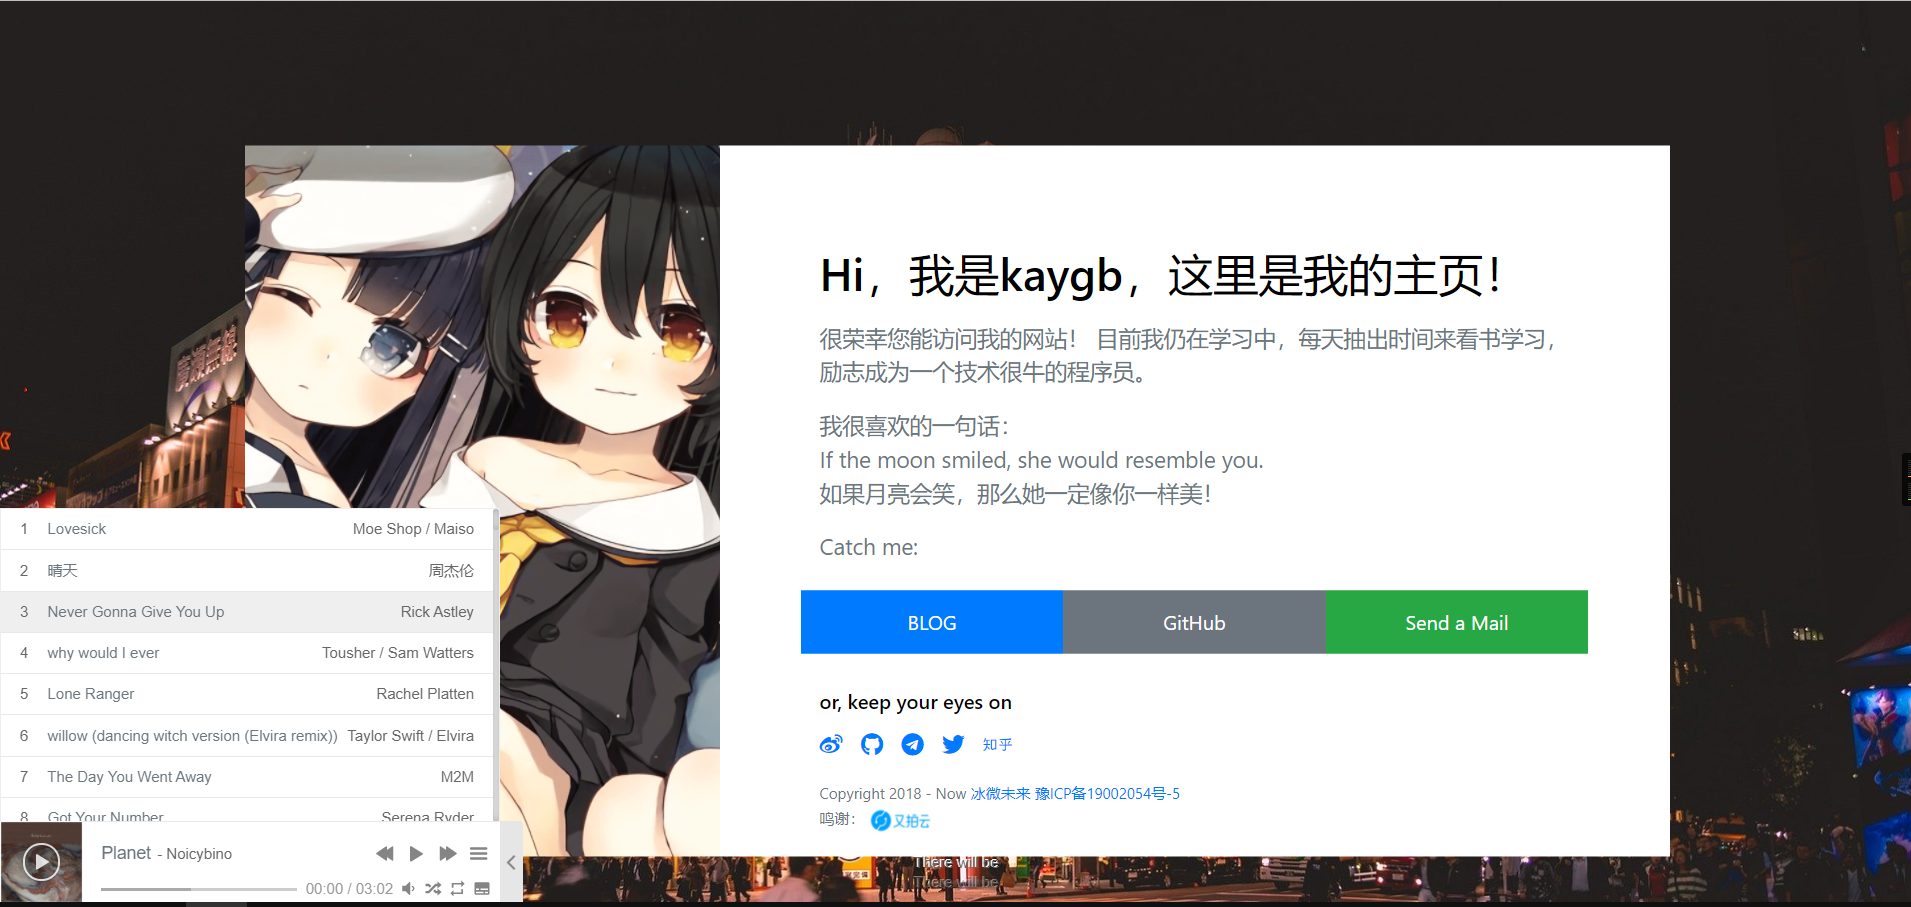 Hi，我是kaygb，这里是我的主页！
很荣幸您能访问我的网站！ 目前我仍在学习中，每天抽出时间来看书学习，
励志成为一个技术很牛的程序员。
我很喜欢的一句话：
If the moon smiled, she would resemble you.
如果月亮会笑，那么她一定像你一样美！
Catch me:
BLOG GitHub Send a Mail
or, keep your eyes on
知乎
Copyright 2018 - Now 冰微未来 豫ICP备19002054号-5
鸣谢： 又拍云
1 Lovesick Moe Shop / Maiso
2 晴天 周杰伦
3 Never Gonna Give You Up Rick Astley
4 why would I ever Tousher / Sam Watters
5 Lone Ranger Rachel Platten
6 willow (dancing witch version (Elvira remix)) Taylor Swift / Elvira
7 The Day You Went Away M2M
8 Got Your Number Serena Ryder
Planet - Noicybino
00:00 / 03:02
There will be
There will be